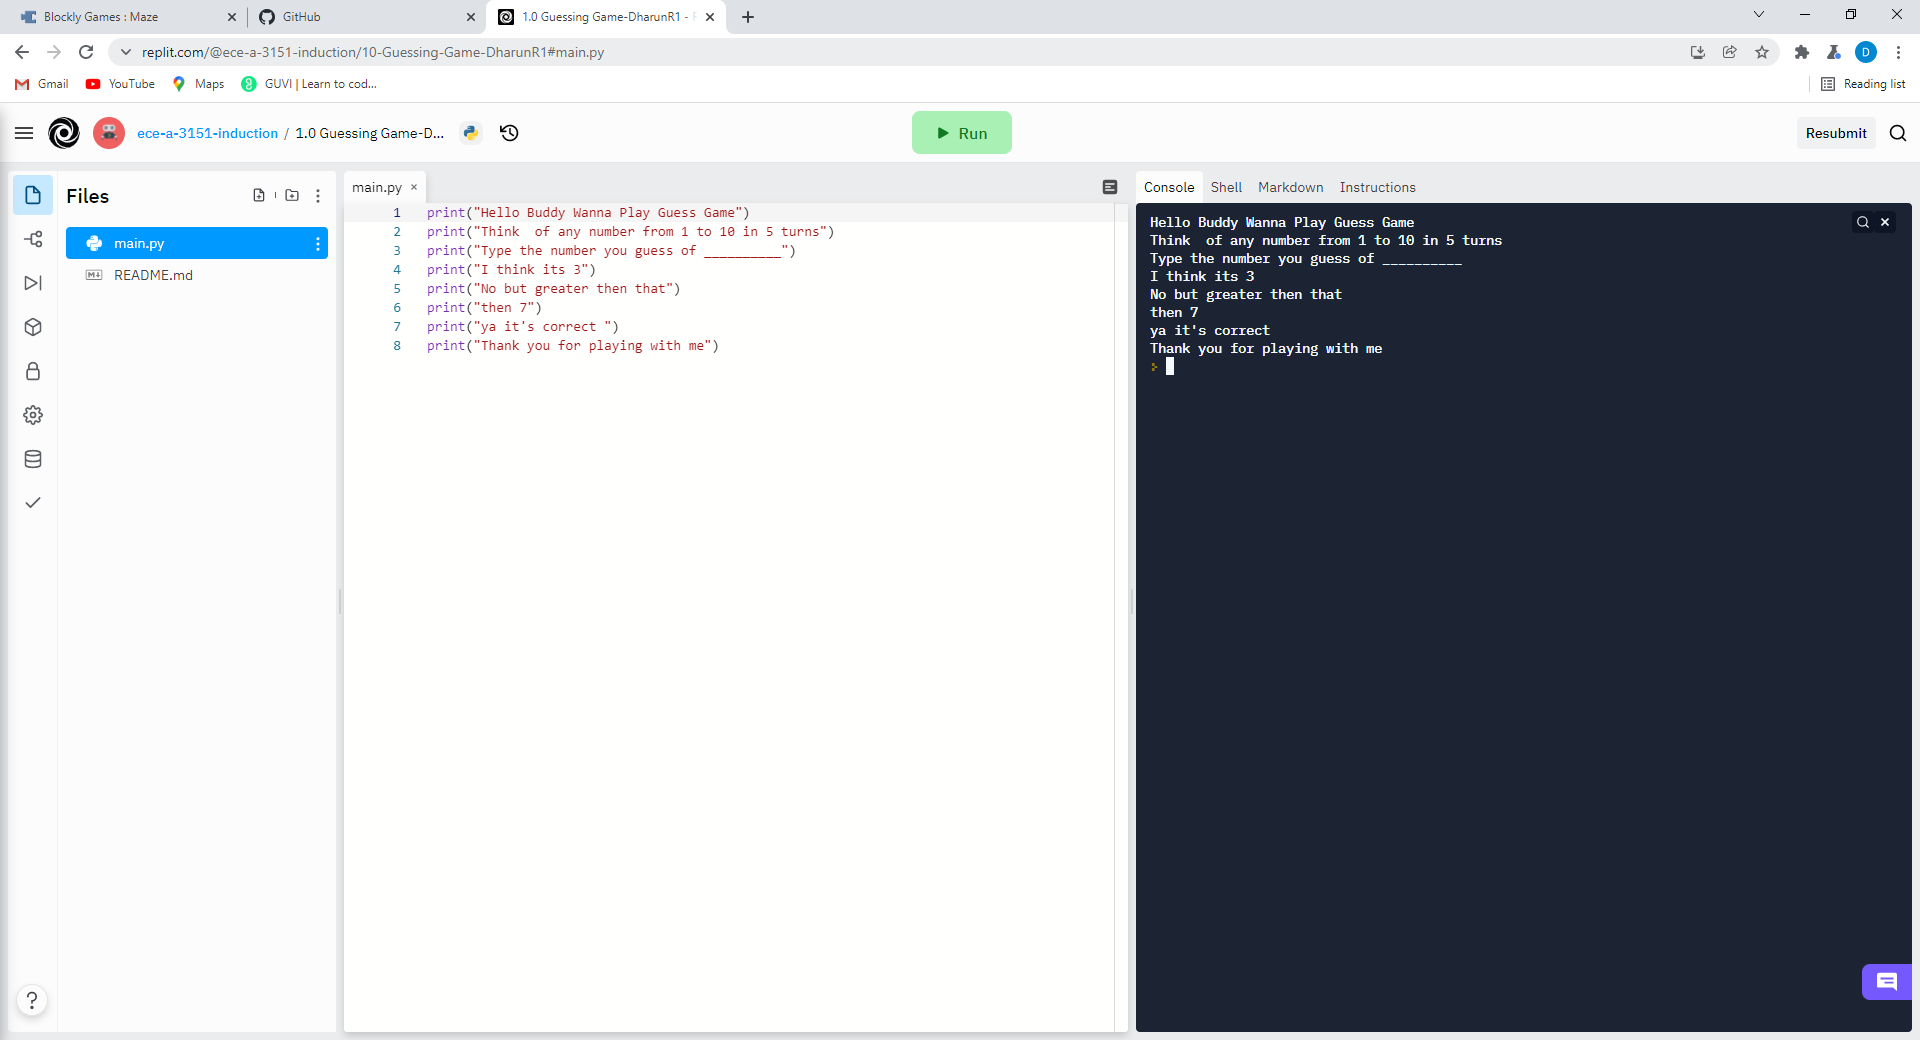 Blockly Games : Maze
GitHub
1.0 Guessing Game-DharunR1 -
replit.com/@ece-a-3151-induction/10-Guessing-Game-DharunR1#main.py
D
Gmail
YouTube
Maps
GUVI | Learn to cod...
Reading list
ece-a-3151-induction / 1.0 Guessing Game-D...
Run
Resubmit
Files
main.py
README.md
main.py
1 print("Hello Buddy Wanna Play Guess Game")
2 print("Think  of any number from 1 to 10 in 5 turns")
3 print("Type the number you guess of __________")
4 print("I think its 3")
5 print("No but greater then that")
6 print("then 7")
7 print("ya it's correct ")
8 print("Thank you for playing with me")
Console Shell Markdown Instructions
Hello Buddy Wanna Play Guess Game
Think  of any number from 1 to 10 in 5 turns
Type the number you guess of __________
I think its 3
No but greater then that
then 7
ya it's correct
Thank you for playing with me
?